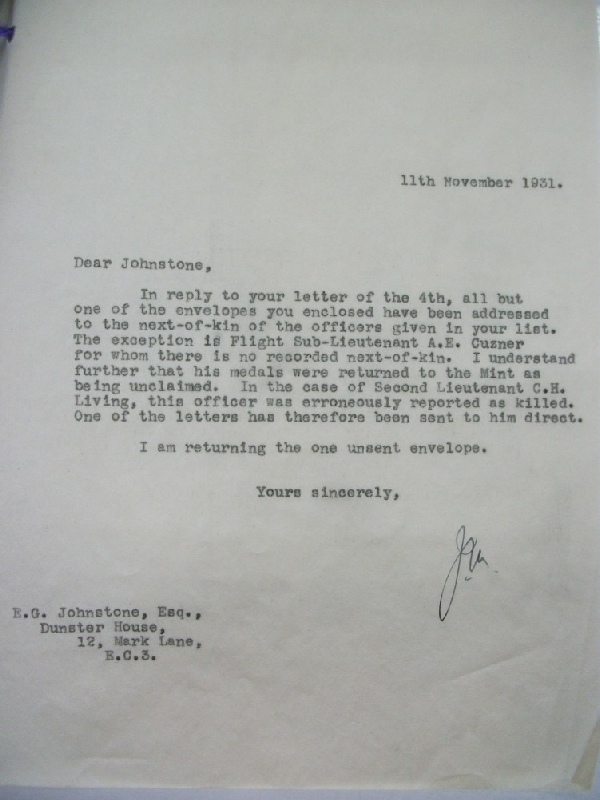 11th November 1931.
Dear Johnstone,
In reply to your letter of the 4th, all but
one of the envelopes you enclosed have been addressed
to the next-of-kin of the officers given in your list.
The exception is Flight Sub-Lieutenant A.E. Cuzner
for whom there is no recorded next-of-kin. I understand
further that his medals were returned to the Mint as
being unclaimed. In the case of Second Lieutenant C.H.
Living, this officer was erroneously reported as killed.
One of the letters has therefore been sent to him direct.
I am returning the one unsent envelope.
Yours sincerely,
E.G. Johnstone, Esq.,
Dunster House,
12, Mark Lane,
E.C.3.